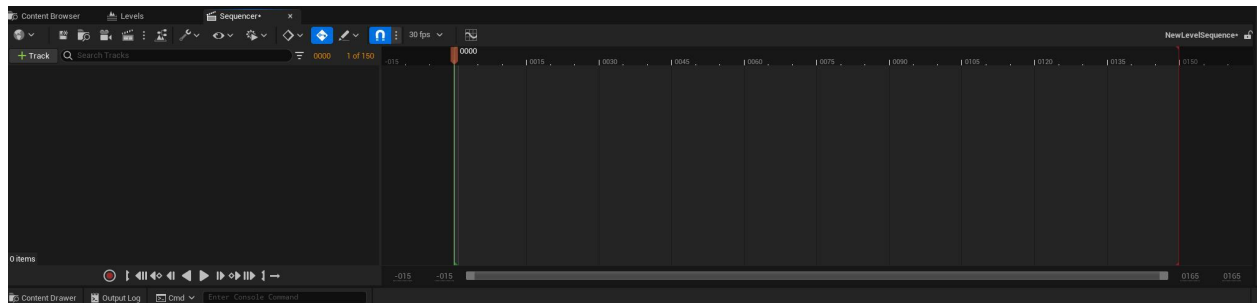 Content Browser Levels Sequencer* ×
30 fps NewLevelSequence*
+ Track Search Tracks 0000 1 of 150 -015 0000 0015 0030 0045 0060 0075 0090 0105 0120 0135 0150
0 items
-015 -015 0165 0165
Content Drawer Output Log Cmd Enter Console Command